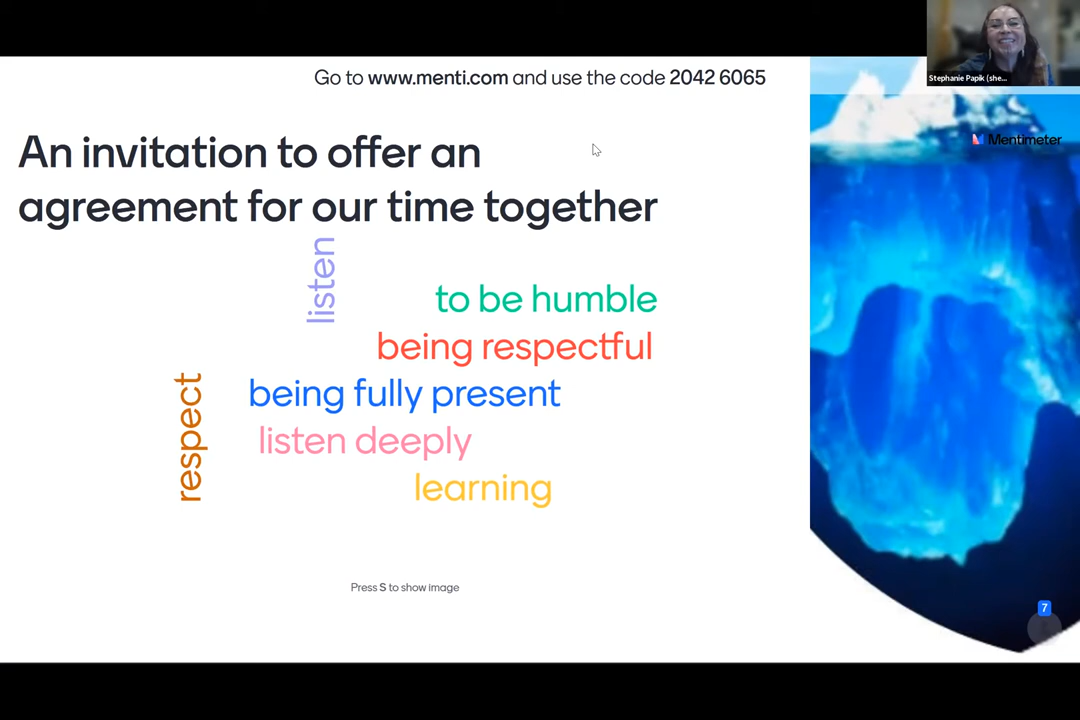 Go to www.menti.com and use the code 2042 6065
Stephanie Papik (she...
Mentimeter
An invitation to offer an
agreement for our time together
listen
to be humble
being respectful
being fully present
respect
listen deeply
learning
Press S to show image
7